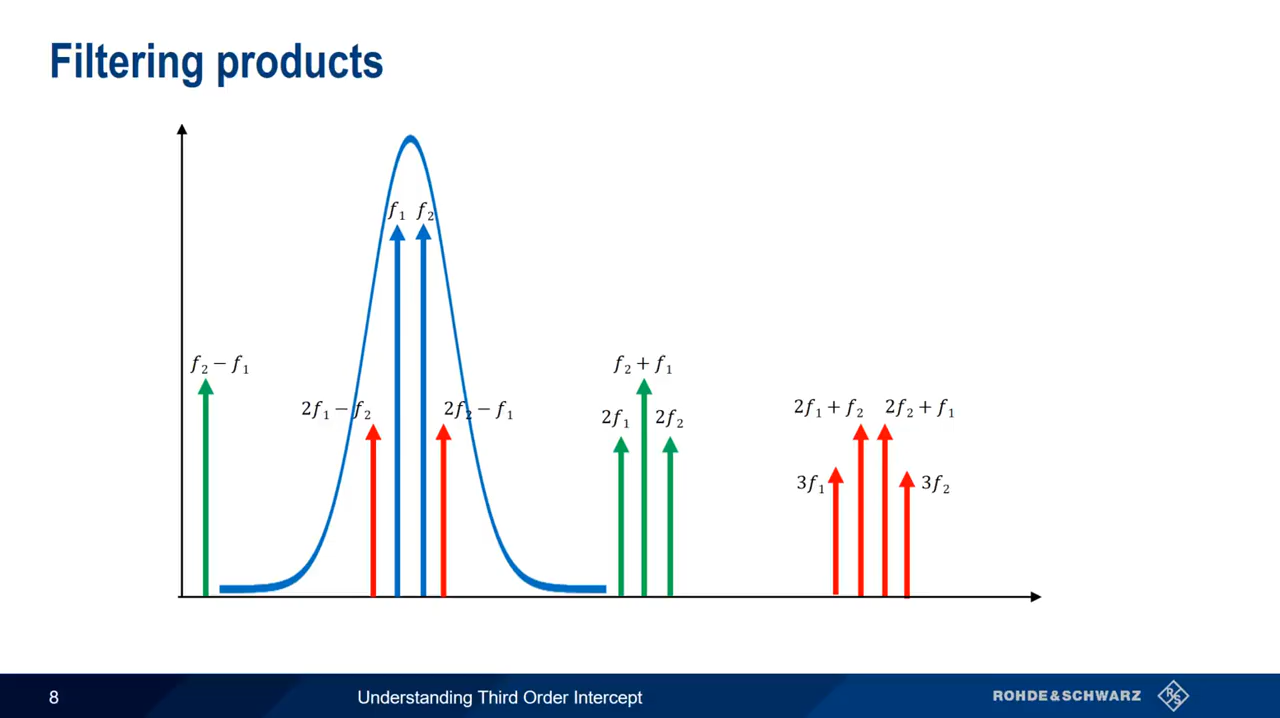 Filtering products
f₁ f₂
f₂ − f₁
f₂ + f₁
2f₁ − f₂
2f₂ − f₁
2f₁
2f₂
2f₁ + f₂
2f₂ + f₁
3f₁
3f₂
8
Understanding Third Order Intercept
ROHDE&SCHWARZ
RS